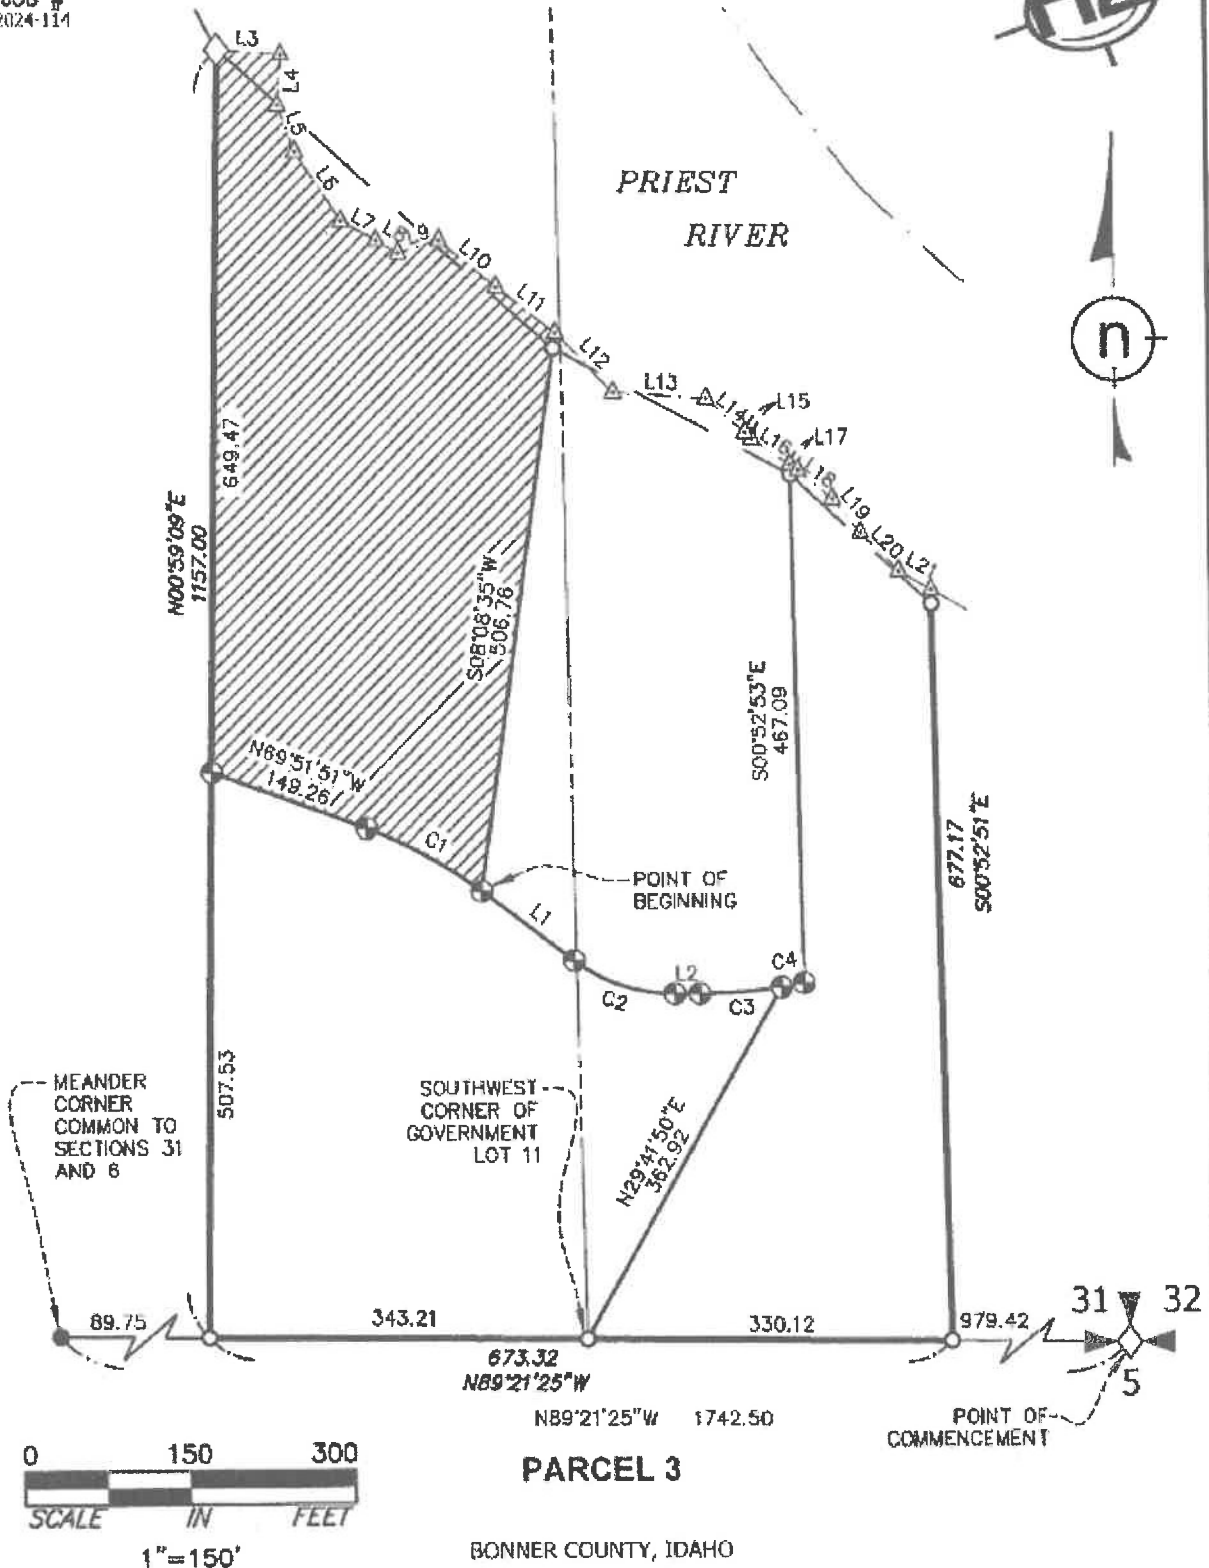 2024-114
L3
L4
L5
L6
L7
L10
L11
L12
L13
L14
L15
L16
L17
L18
L19
L20
PRIEST
RIVER
n
649.47
N00°59'09"E
1157.00
S08°08'35"W
506.76
N69°51'51"W
149.26
C1
POINT OF
BEGINNING
L1
S00°52'53"E
467.09
677.17
S00°52'51"E
C4
L2
C2
C3
507.53
MEANDER
CORNER
COMMON TO
SECTIONS 31
AND 6
SOUTHWEST
CORNER OF
GOVERNMENT
LOT 11
N29°41'50"E
362.92
31
32
5
89.75
343.21
330.12
979.42
673.32
N89°21'25"W
N89°21'25"W 1742.50
POINT OF
COMMENCEMENT
0 150 300
SCALE IN FEET
1"=150'
PARCEL 3
BONNER COUNTY, IDAHO